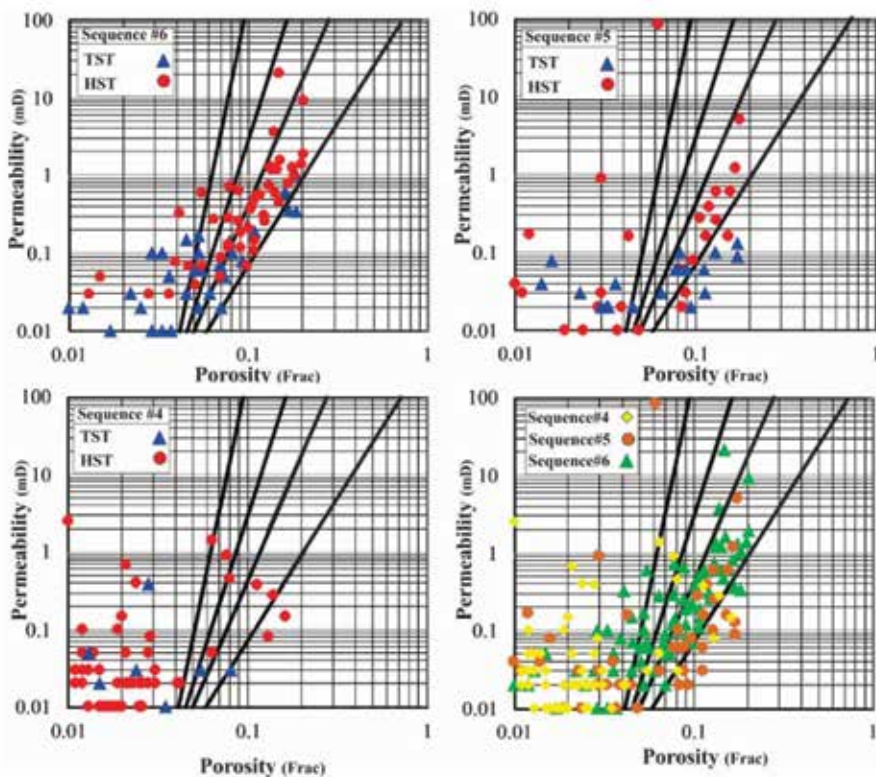 Sequence #6
TST
HST
Permeability (mD)
100
10
1
0.1
0.01
0.01
0.1
1
Porosity (Frac)
Sequence #5
TST
HST
Permeability (mD)
100
10
1
0.1
0.01
0.01
0.1
1
Porosity (Frac)
Sequence #4
TST
HST
Permeability (mD)
100
10
1
0.1
0.01
0.01
0.1
1
Porosity (Frac)
Sequence#4
Sequence#5
Sequence#6
Permeability (mD)
100
10
1
0.1
0.01
0.01
0.1
1
Porosity (Frac)